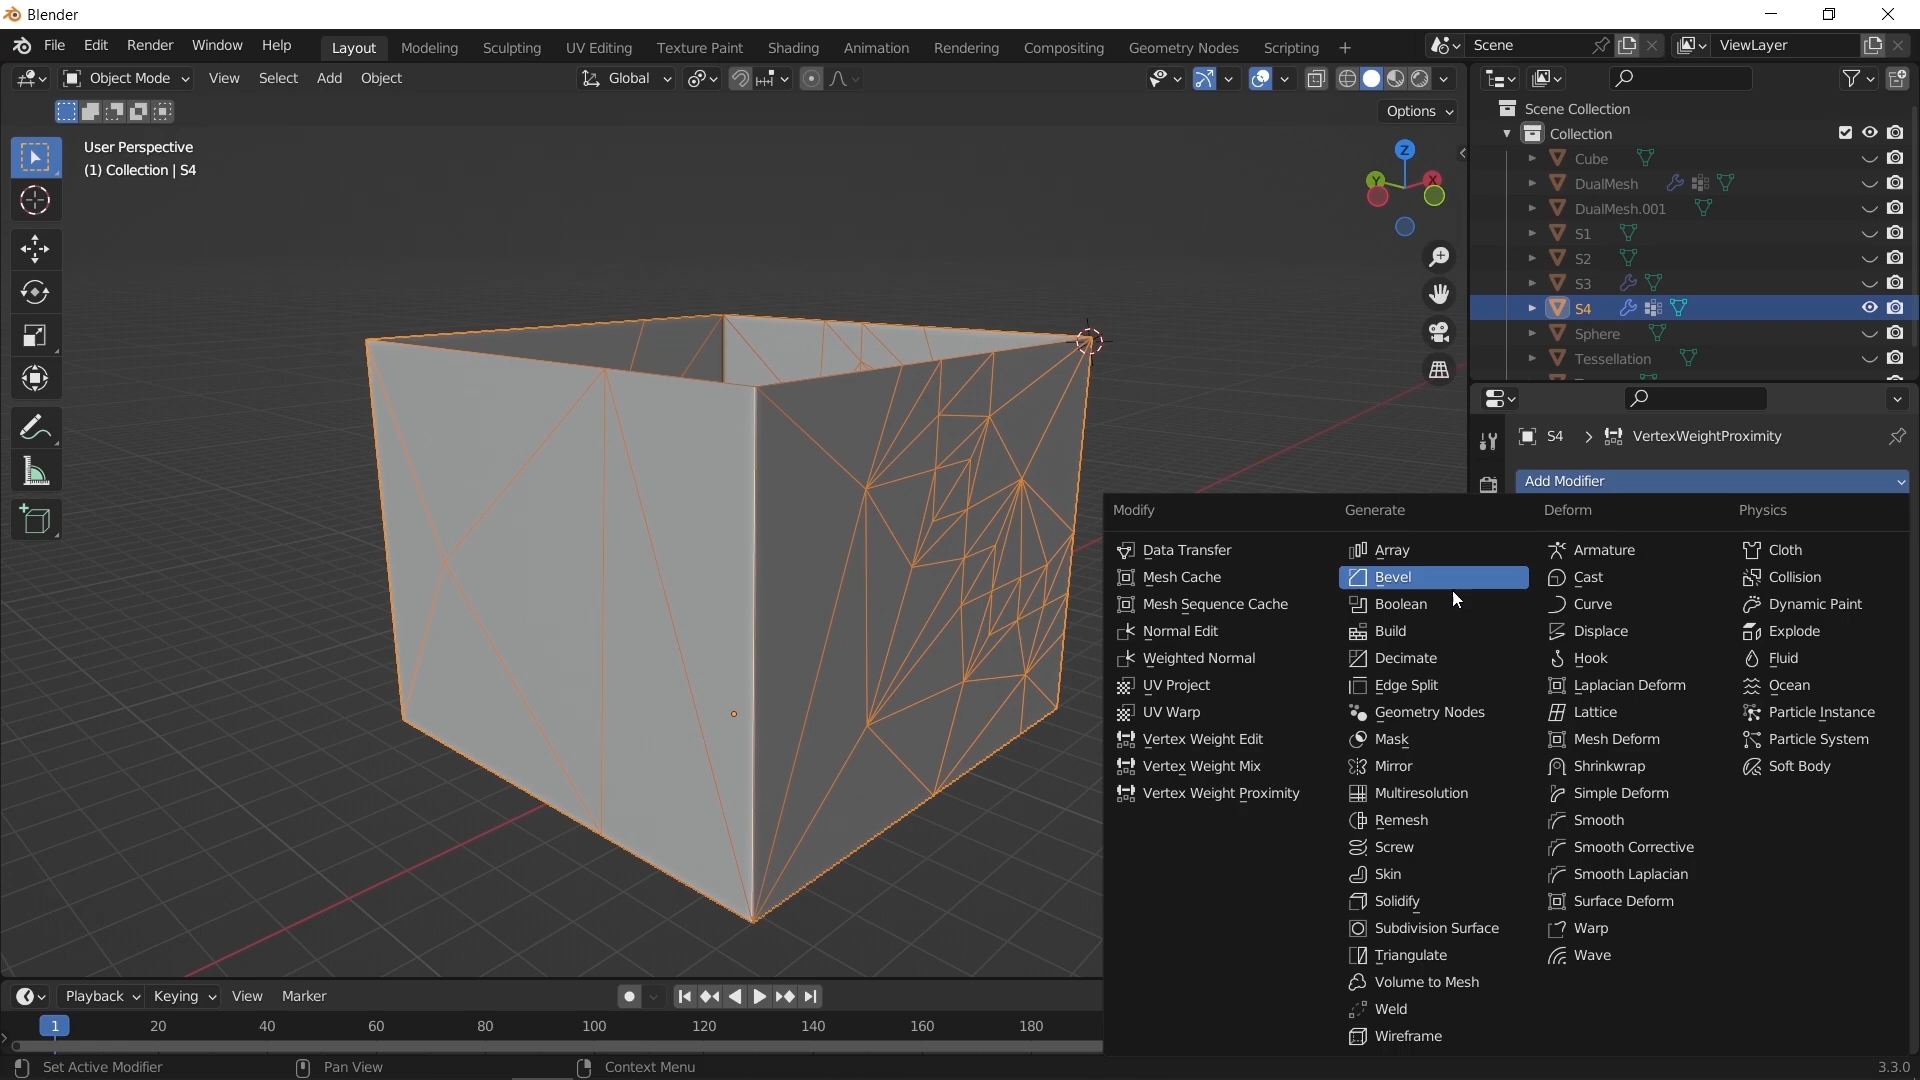 Blender
File Edit Render Window Help Layout Modeling Sculpting UV Editing Texture Paint Shading Animation Rendering Compositing Geometry Nodes Scripting + Scene ViewLayer
Object Mode View Select Add Object Global
Options
User Perspective
(1) Collection | S4
Z
Y X
Scene Collection
Collection
Cube
DualMesh
DualMesh.001
S1
S2
S3
S4
Sphere
Tessellation
S4 > VertexWeightProximity
Add Modifier
Modify
Data Transfer
Mesh Cache
Mesh Sequence Cache
Normal Edit
Weighted Normal
UV Project
UV Warp
Vertex Weight Edit
Vertex Weight Mix
Vertex Weight Proximity
Generate
Array
Bevel
Boolean
Build
Decimate
Edge Split
Geometry Nodes
Mask
Mirror
Multiresolution
Remesh
Screw
Skin
Solidify
Subdivision Surface
Triangulate
Volume to Mesh
Weld
Wireframe
Deform
Armature
Cast
Curve
Displace
Hook
Laplacian Deform
Lattice
Mesh Deform
Shrinkwrap
Simple Deform
Smooth
Smooth Corrective
Smooth Laplacian
Surface Deform
Warp
Wave
Physics
Cloth
Collision
Dynamic Paint
Explode
Fluid
Ocean
Particle Instance
Particle System
Soft Body
Playback Keying View Marker
1 20 40 60 80 100 120 140 160 180
Set Active Modifier Pan View Context Menu 3.3.0